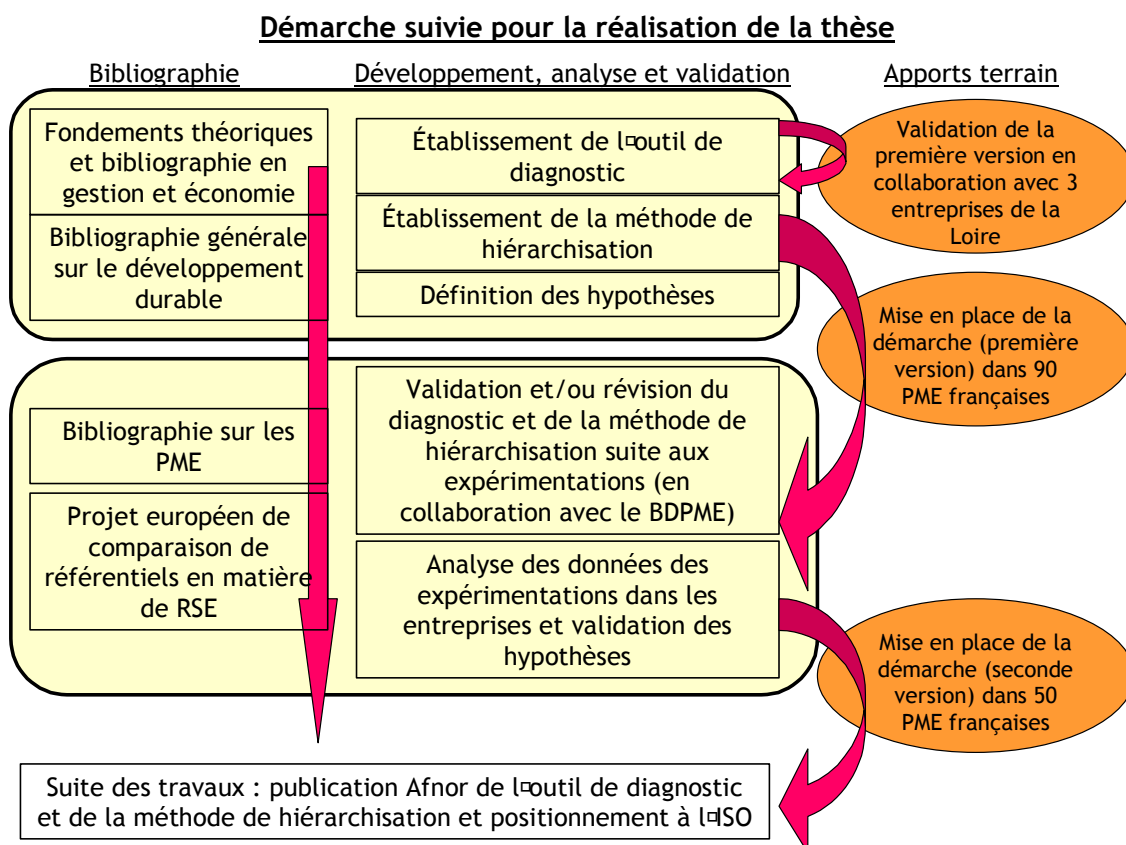 Démarche suivie pour la réalisation de la thèse
Bibliographie
Développement, analyse et validation
Apports terrain
Fondements théoriques
et bibliographie en
gestion et économie
Bibliographie générale
sur le développement
durable
Établissement de l¤outil de
diagnostic
Établissement de la méthode de
hiérarchisation
Définition des hypothèses
Validation de la
première version en
collaboration avec 3
entreprises de la
Loire
Mise en place de la
démarche (première
version) dans 90
PME françaises
Bibliographie sur les
PME
Projet européen de
comparaison de
référentiels en matière
de RSE
Validation et/ou révision du
diagnostic et de la méthode de
hiérarchisation suite aux
expérimentations (en
collaboration avec le BDPME)
Analyse des données des
expérimentations dans les
entreprises et validation des
hypothèses
Mise en place de la
démarche (seconde
version) dans 50
PME françaises
Suite des travaux : publication Afnor de l¤outil de diagnostic
et de la méthode de hiérarchisation et positionnement à l¤ISO